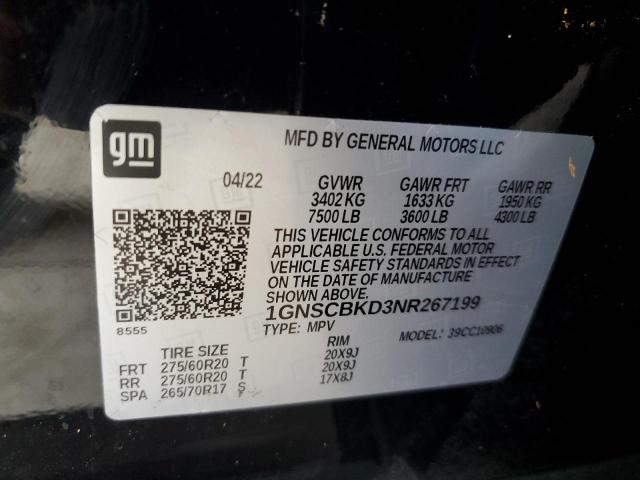 gm
MFD BY GENERAL MOTORS LLC
04/22 GVWR GAWR FRT GAWR RR
3402 KG 1633 KG 1950 KG
7500 LB 3600 LB 4300 LB
THIS VEHICLE CONFORMS TO ALL
APPLICABLE U.S. FEDERAL MOTOR
VEHICLE SAFETY STANDARDS IN EFFECT
ON THE DATE OF MANUFACTURE
SHOWN ABOVE.
1GNSCBKD3NR267199
8555
TYPE: MPV MODEL: 39CC10906
TIRE SIZE RIM
FRT 275/60R20 T 20X9J
RR 275/60R20 T 20X9J
SPA 265/70R17 S 17X8J